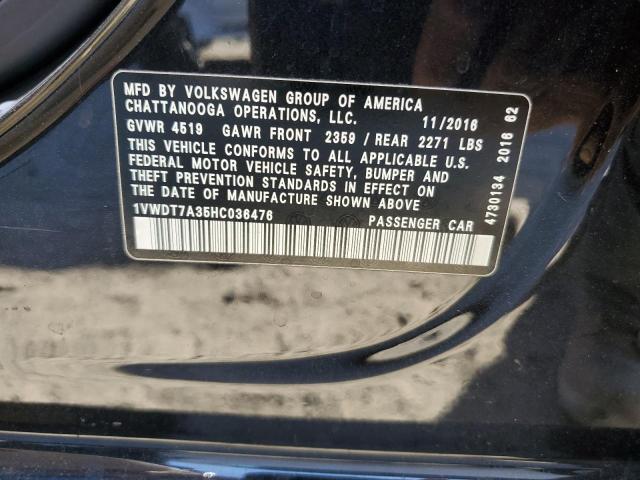 MFD BY VOLKSWAGEN GROUP OF AMERICA
CHATTANOOGA OPERATIONS, LLC. 11/2016
GVWR 4519 GAWR FRONT 2359 / REAR 2271 LBS
THIS VEHICLE CONFORMS TO ALL APPLICABLE U.S.
FEDERAL MOTOR VEHICLE SAFETY, BUMPER AND
THEFT PREVENTION STANDARDS IN EFFECT ON
THE DATE OF MANUFACTURE SHOWN ABOVE
1VWDT7A35HC036476 PASSENGER CAR
4730134 2016 62